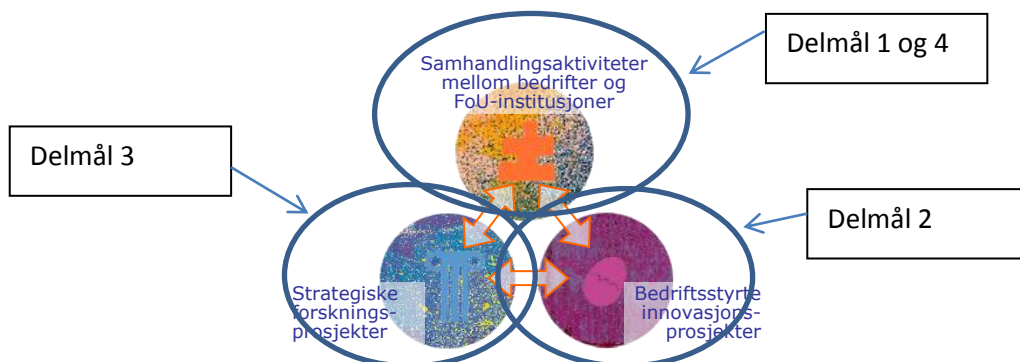 Delmål 1 og 4
Samhandlingsaktiviteter
mellom bedrifter og
FoU-institusjoner
Delmål 3
Delmål 2
Strategiske
forsknings-
prosjekter
Bedriftsstyrte
innovasjons-
prosjekter